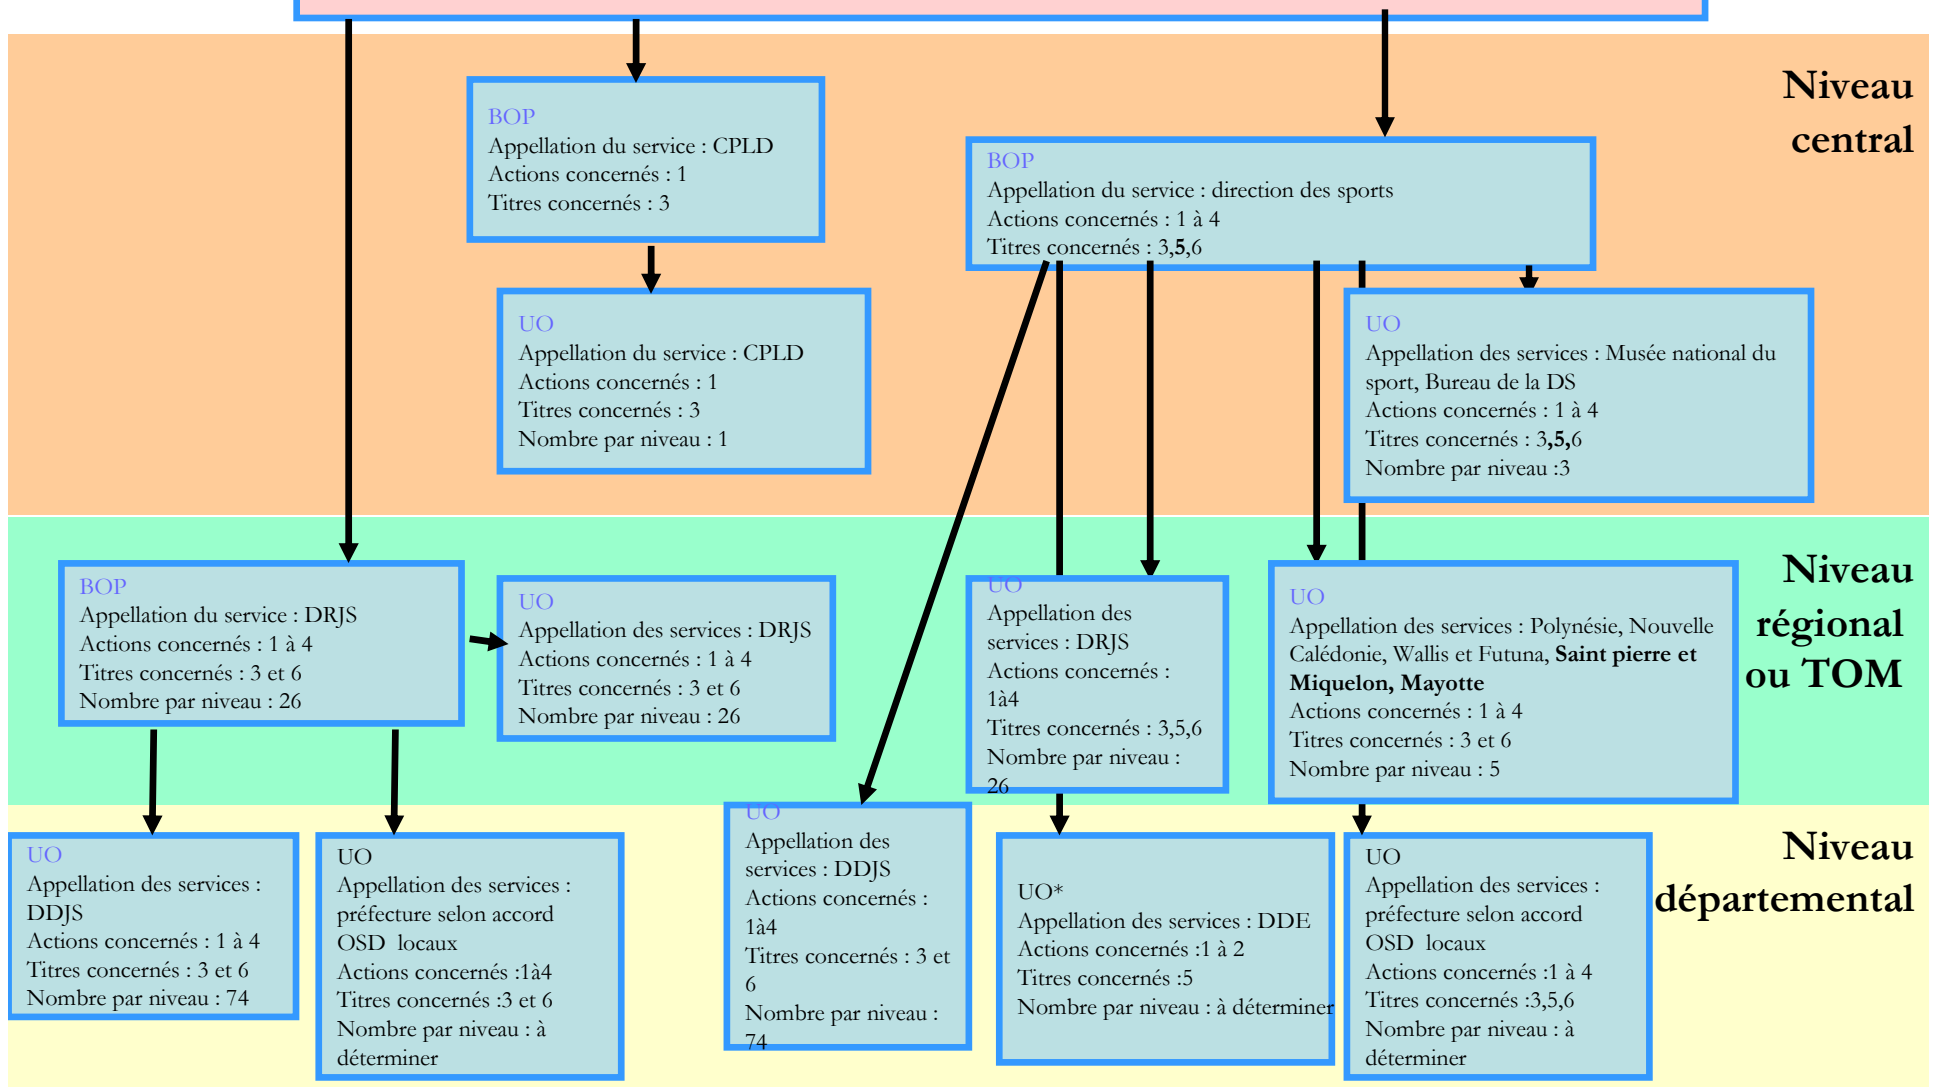 Niveau
central
BOP
Appellation du service : CPLD
Actions concernés : 1
Titres concernés : 3
BOP
Appellation du service : direction des sports
Actions concernés : 1 à 4
Titres concernés : 3,5,6
UO
Appellation du service : CPLD
Actions concernés : 1
Titres concernés : 3
Nombre par niveau : 1
UO
Appellation des services : Musée national du
sport, Bureau de la DS
Actions concernés : 1 à 4
Titres concernés : 3,5,6
Nombre par niveau :3
Niveau
régional
ou TOM
BOP
Appellation du service : DRJS
Actions concernés : 1 à 4
Titres concernés : 3 et 6
Nombre par niveau : 26
UO
Appellation des services : DRJS
Actions concernés : 1 à 4
Titres concernés : 3 et 6
Nombre par niveau : 26
UO
Appellation des
services : DRJS
Actions concernés :
1à4
Titres concernés : 3,5,6
Nombre par niveau :
26
UO
Appellation des services : Polynésie, Nouvelle
Calédonie, Wallis et Futuna, Saint pierre et
Miquelon, Mayotte
Actions concernés : 1 à 4
Titres concernés : 3 et 6
Nombre par niveau : 5
Niveau
départemental
UO
Appellation des services :
DDJS
Actions concernés : 1 à 4
Titres concernés : 3 et 6
Nombre par niveau : 74
UO
Appellation des services :
préfecture selon accord
OSD  locaux
Actions concernés :1à4
Titres concernés :3 et 6
Nombre par niveau : à
déterminer
UO
Appellation des
services : DDJS
Actions concernés :
1à4
Titres concernés : 3 et
6
Nombre par niveau :
74
UO*
Appellation des services : DDE
Actions concernés :1 à 2
Titres concernés :5
Nombre par niveau : à déterminer
UO
Appellation des services :
préfecture selon accord
OSD  locaux
Actions concernés :1 à 4
Titres concernés :3,5,6
Nombre par niveau : à
déterminer